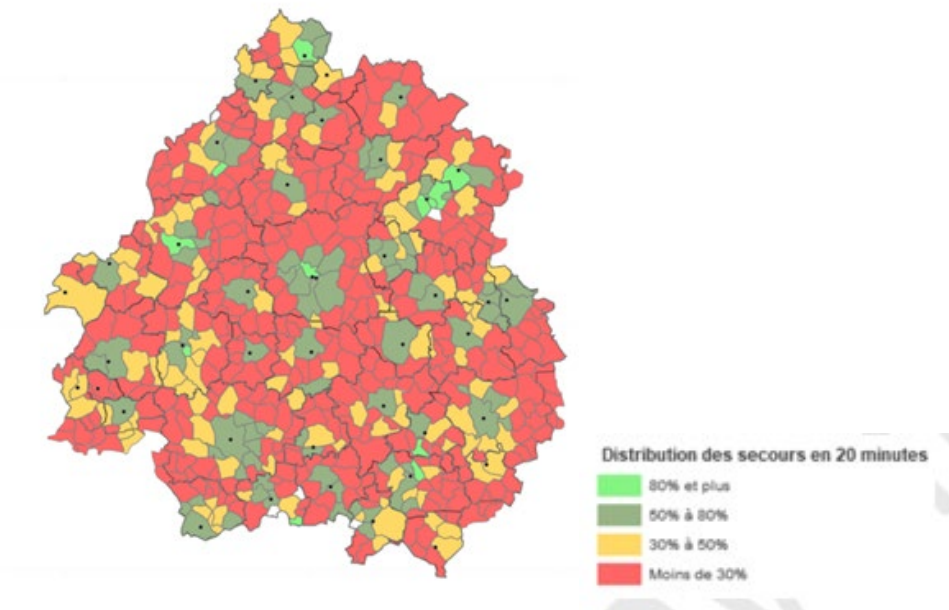 Distribution des secours en 20 minutes
80% et plus
50% à 80%
30% à 50%
Moins de 30%